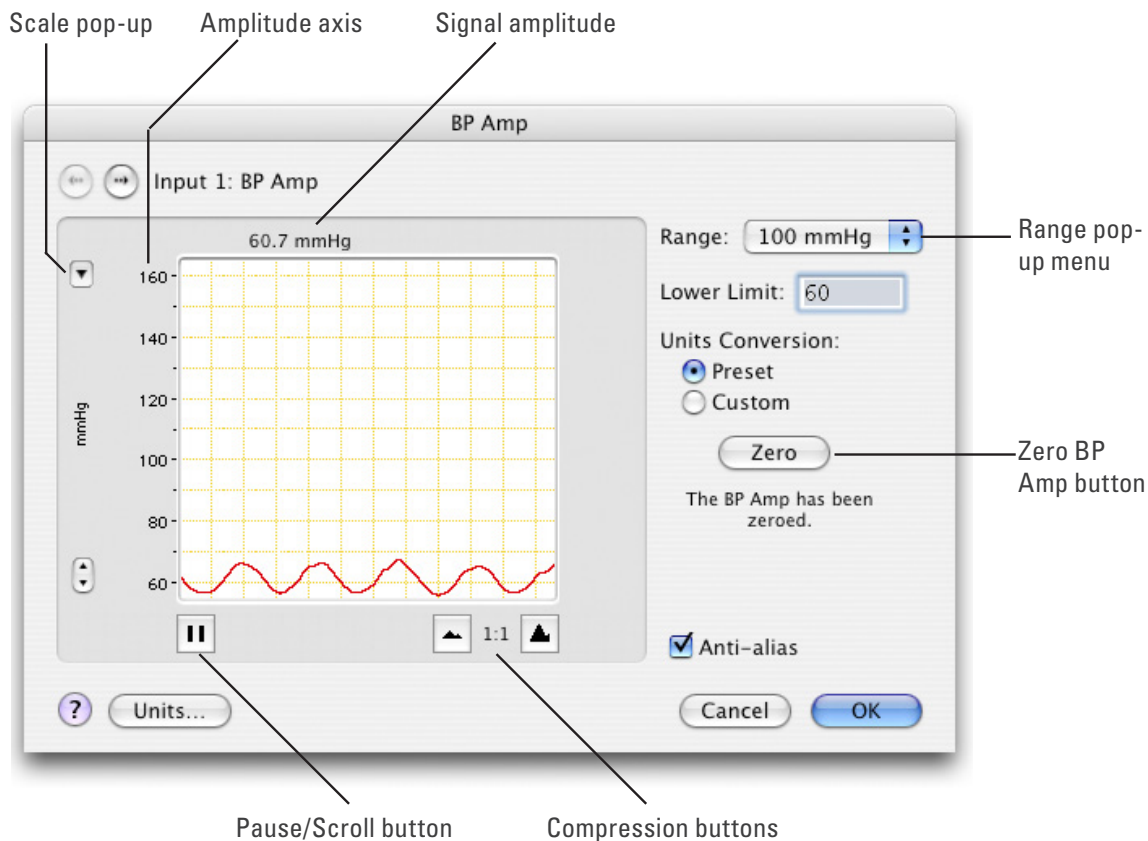 Scale pop-up
Amplitude axis
Signal amplitude
BP Amp
Input 1: BP Amp
60.7 mmHg
160
140
120
100
80
60
mmHg
1:1
Range: 100 mmHg
Lower Limit: 60
Units Conversion:
Preset
Custom
Zero
The BP Amp has been
zeroed.
Anti-alias
? Units...
Cancel
OK
Range pop-
up menu
Zero BP
Amp button
Pause/Scroll button
Compression buttons